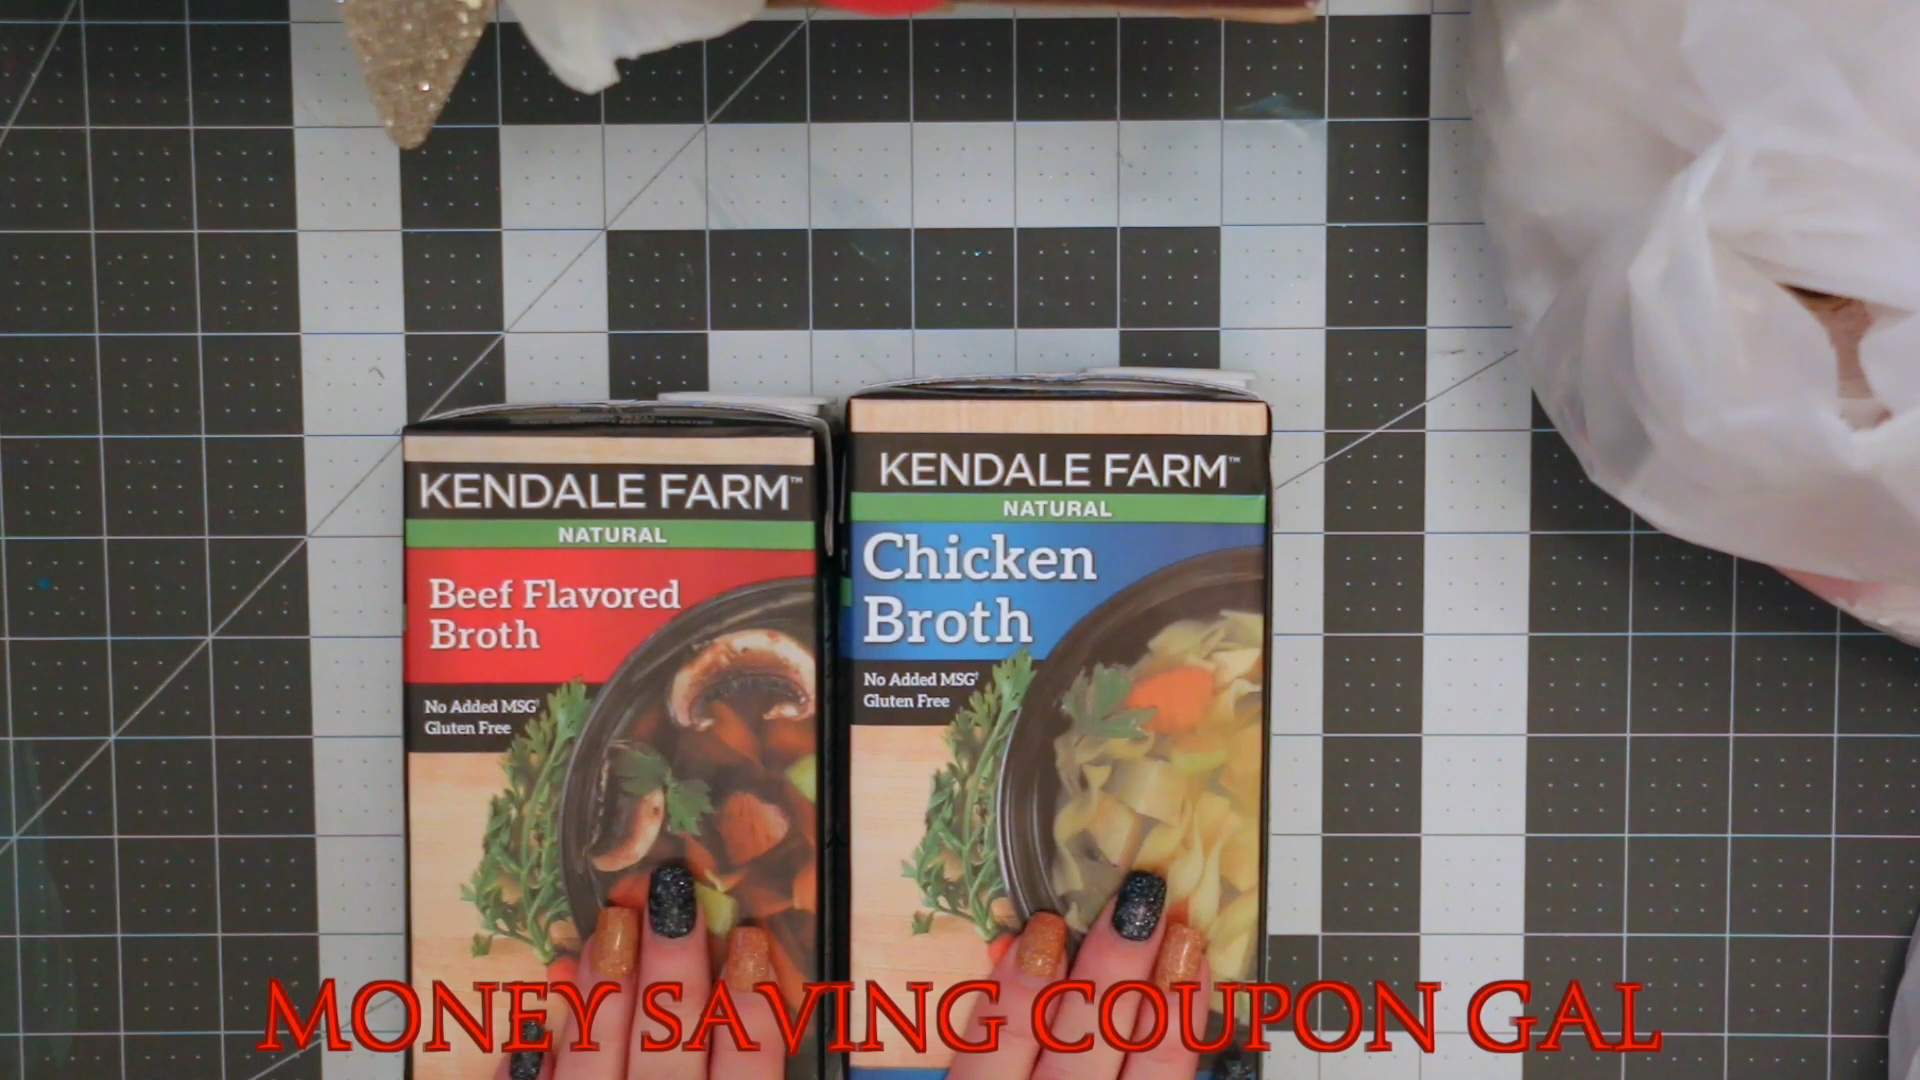 KENDALE FARM™
NATURAL
Beef Flavored
Broth
No Added MSG†
Gluten Free
KENDALE FARM™
NATURAL
Chicken
Broth
No Added MSG†
Gluten Free
MONEY SAVING COUPON GAL